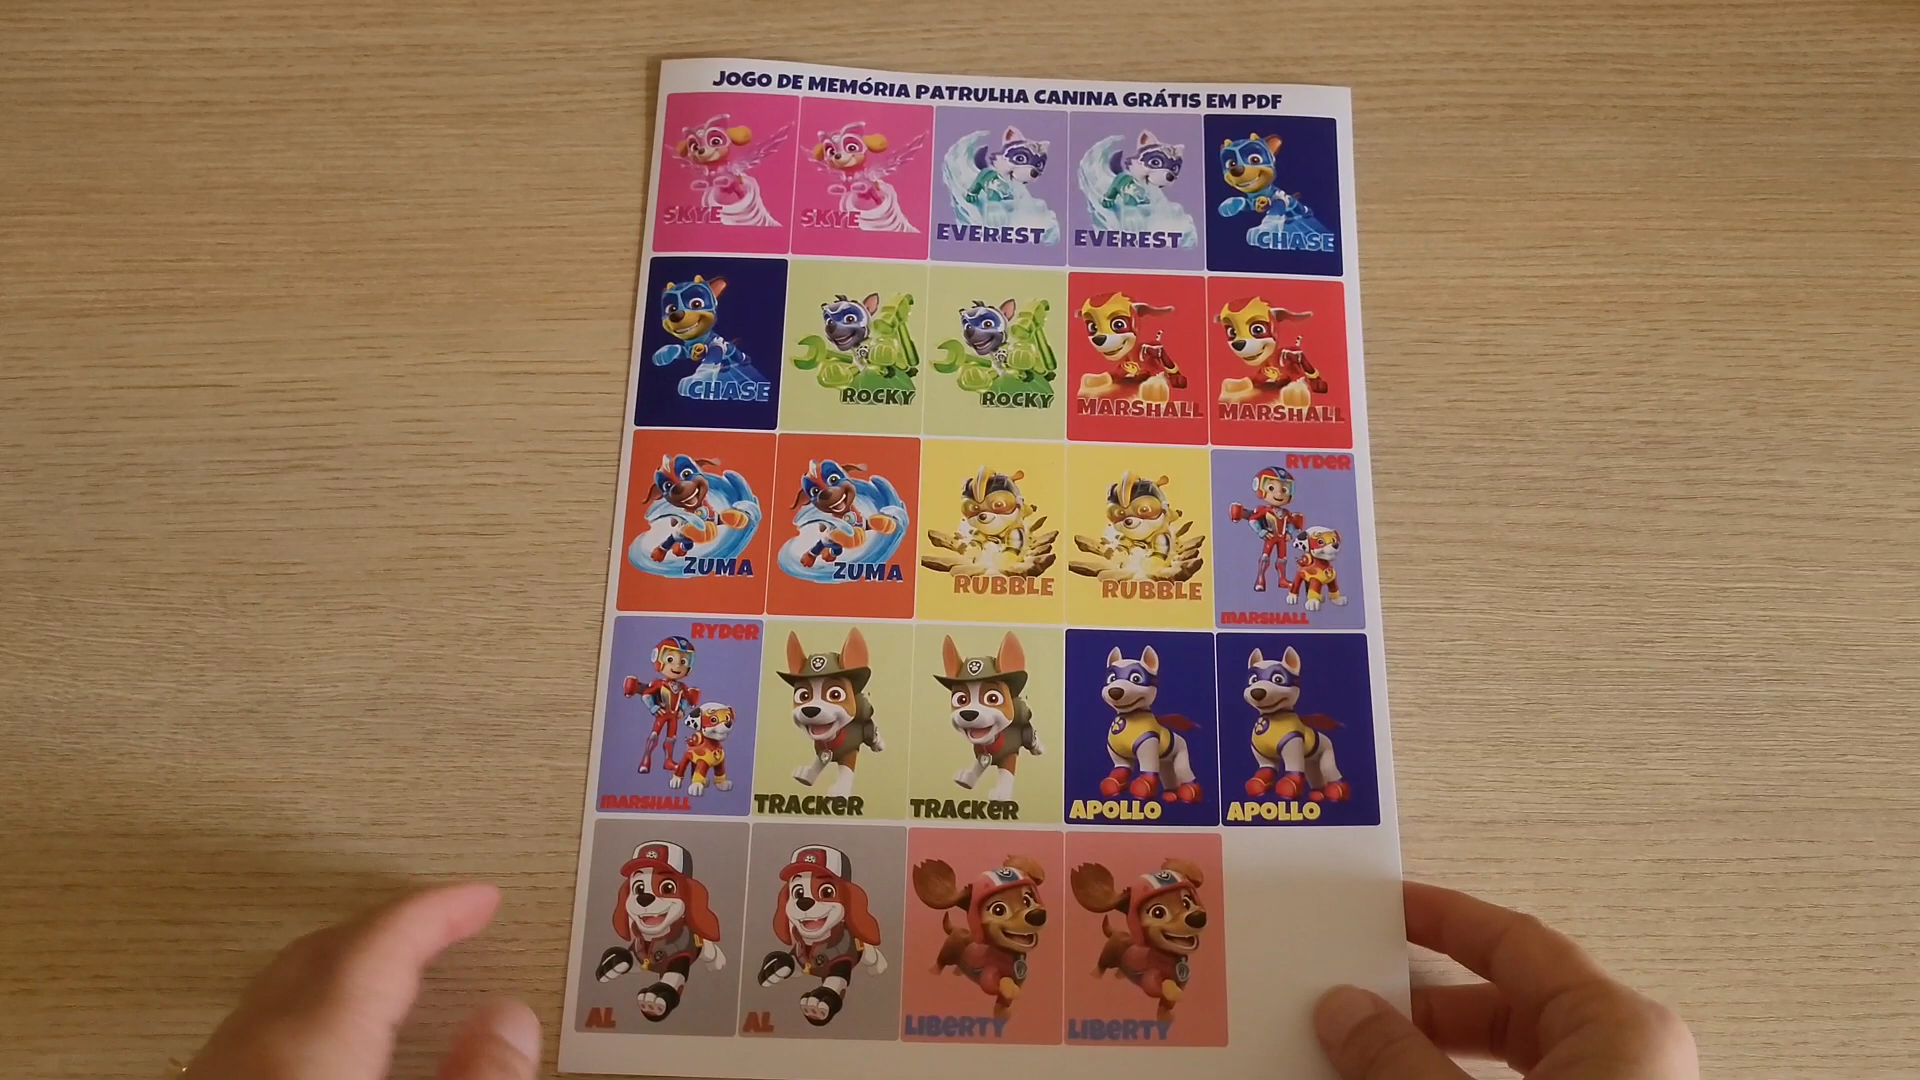 JOGO DE MEMÓRIA PATRULHA CANINA GRÁTIS EM PDF
SKYE
SKYE
EVEREST
EVEREST
CHASE
CHASE
ROCKY
ROCKY
MARSHALL
MARSHALL
ZUMA
ZUMA
RUBBLE
RUBBLE
RYDER
MARSHALL
RYDER
MARSHALL
TRACKER
TRACKER
APOLLO
APOLLO
AL
AL
LIBERTY
LIBERTY